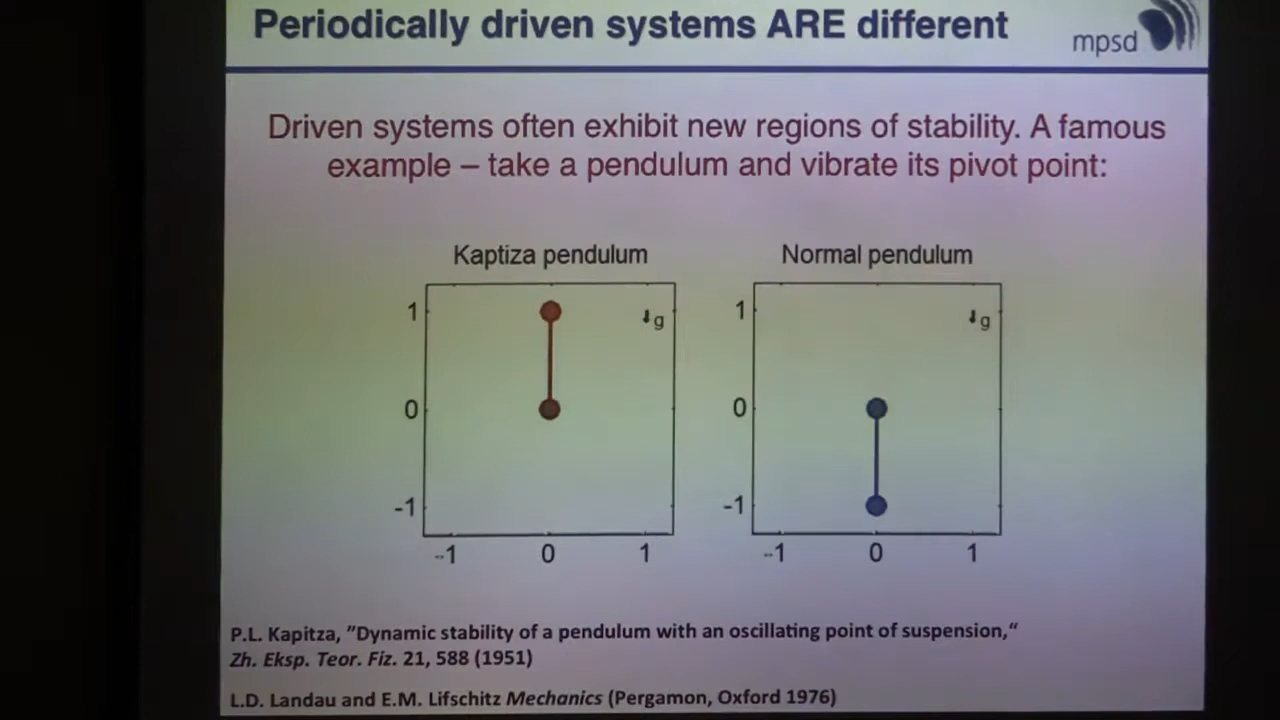 Periodically driven systems ARE different
mpsd
Driven systems often exhibit new regions of stability. A famous
example – take a pendulum and vibrate its pivot point:
Kaptiza pendulum
Normal pendulum
1
g
0
-1
-1 0 1
1
g
0
-1
-1 0 1
P.L. Kapitza, "Dynamic stability of a pendulum with an oscillating point of suspension,"
Zh. Eksp. Teor. Fiz. 21, 588 (1951)
L.D. Landau and E.M. Lifschitz Mechanics (Pergamon, Oxford 1976)